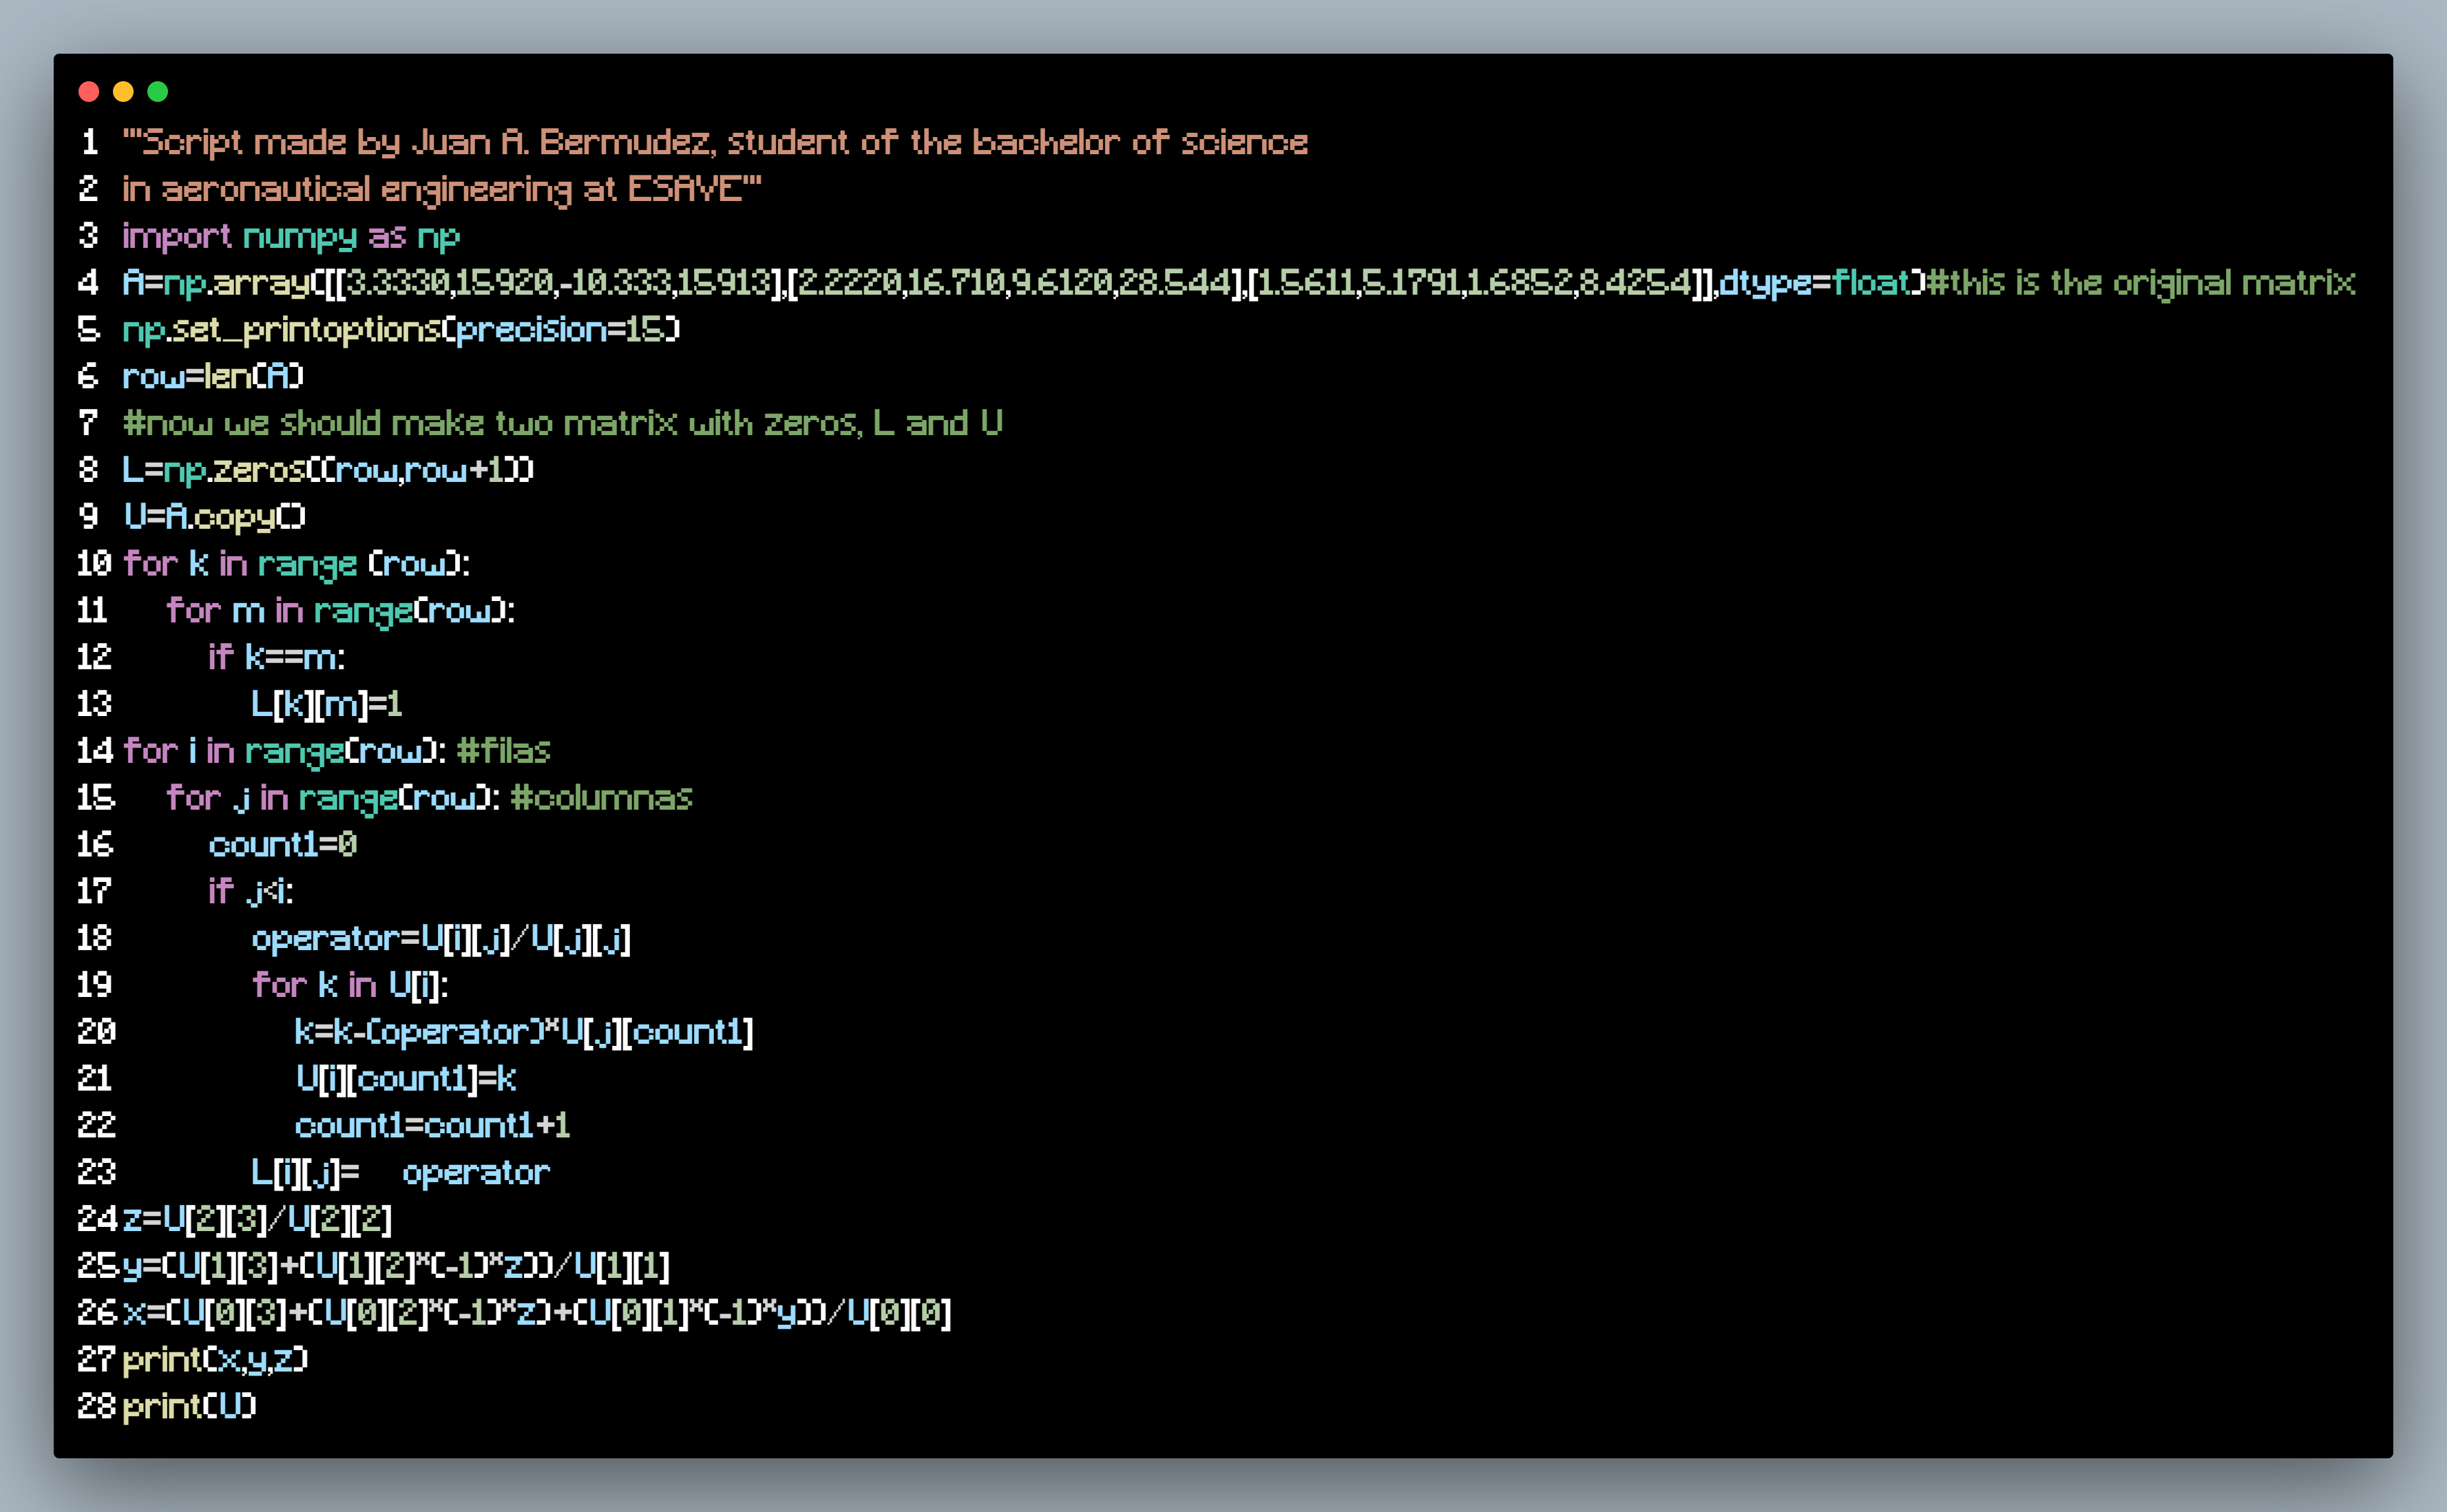 1 '''Script made by Juan A. Bermudez, student of the bachelor of science
2 in aeronautical engineering at ESAVE'''
3 import numpy as np
4 A=np.array([[3.3330,15920,-10.333,15913],[2.2220,16.710,9.6120,28.544],[1.5611,5.1791,1.6852,8.4254]],dtype=float)#this is the original matrix
5 np.set_printoptions(precision=15)
6 row=len(A)
7 #now we should make two matrix with zeros, L and U
8 L=np.zeros((row,row+1))
9 U=A.copy()
10 for k in range (row):
11     for m in range(row):
12         if k==m:
13             L[k][m]=1
14 for i in range(row): #filas
15     for j in range(row): #columnas
16         count1=0
17         if j<i:
18             operator=U[i][j]/U[j][j]
19             for k in U[i]:
20                 k=k-(operator)*U[j][count1]
21                 U[i][count1]=k
22                 count1=count1+1
23             L[i][j]=    operator
24 z=U[2][3]/U[2][2]
25 y=(U[1][3]+(U[1][2]*(-1)*z))/U[1][1]
26 x=(U[0][3]+(U[0][2]*(-1)*z)+(U[0][1]*(-1)*y))/U[0][0]
27 print(x,y,z)
28 print(U)